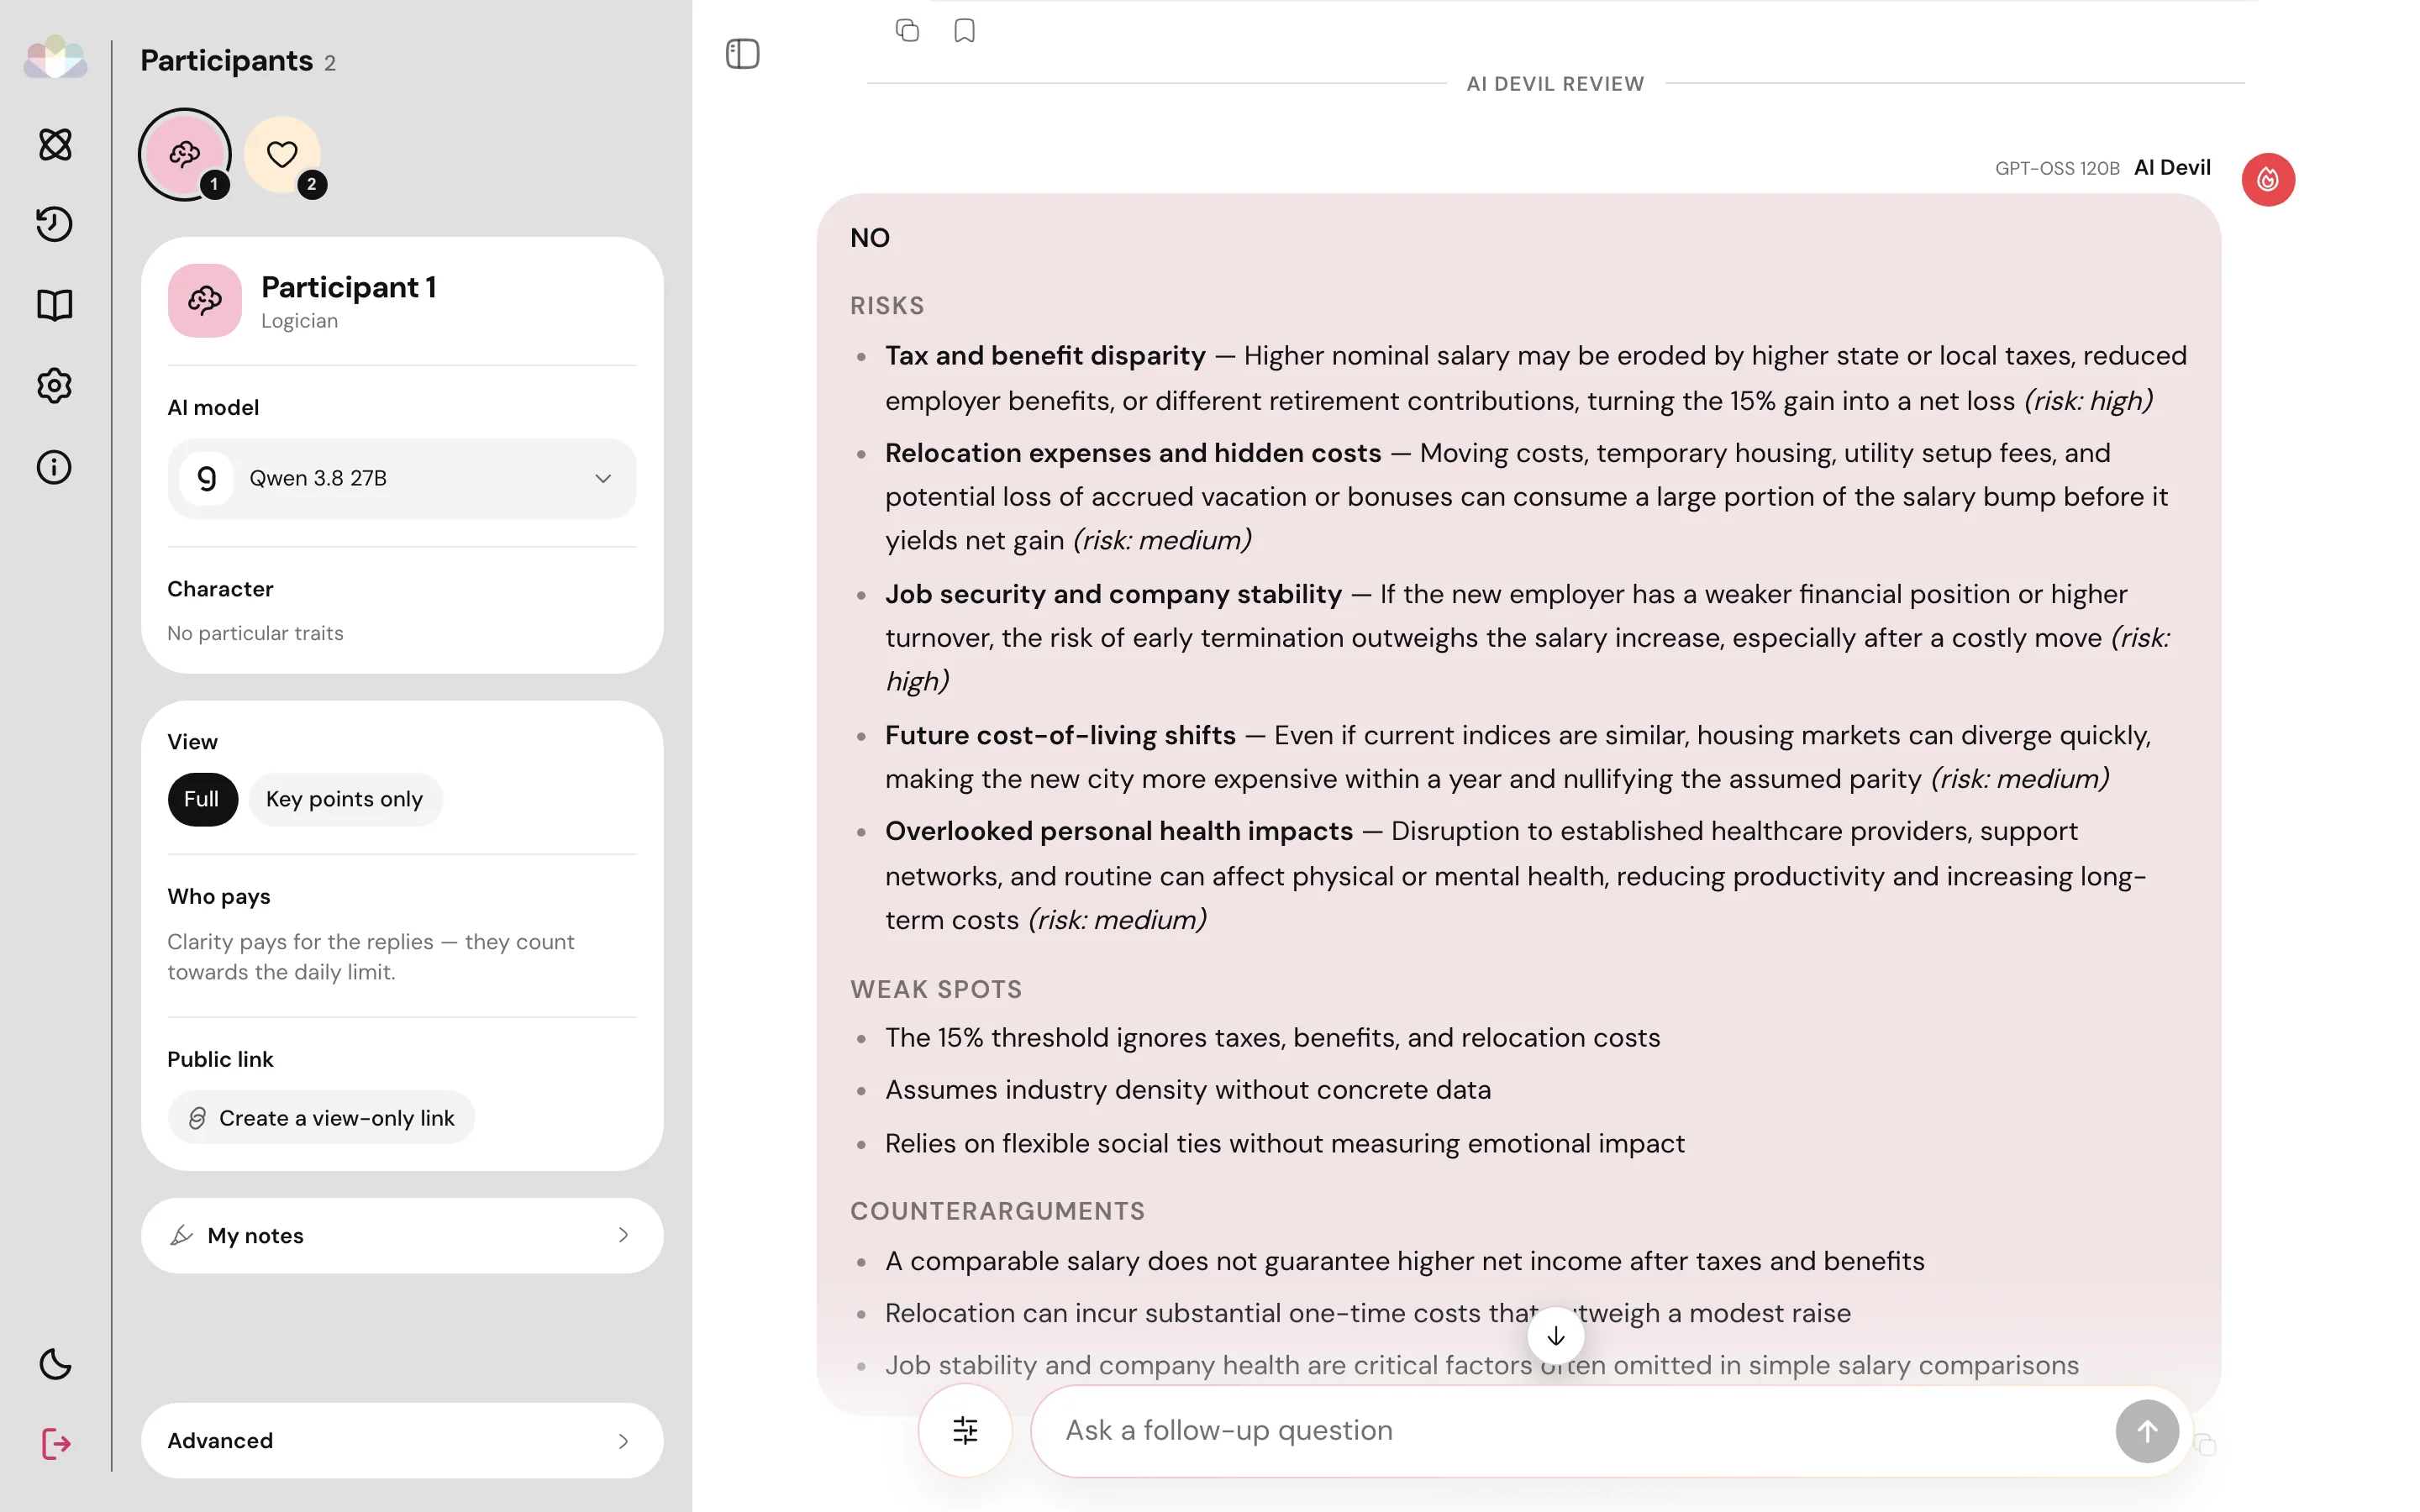 Participants 2
1
2
Participant 1
Logician
AI model
Qwen 3.8 27B
Character
No particular traits
View
Full
Key points only
Who pays
Clarity pays for the replies — they count
towards the daily limit.
Public link
Create a view-only link
My notes
Advanced
AI DEVIL REVIEW
GPT-OSS 120B AI Devil
NO
RISKS
Tax and benefit disparity — Higher nominal salary may be eroded by higher state or local taxes, reduced
employer benefits, or different retirement contributions, turning the 15% gain into a net loss (risk: high)
Relocation expenses and hidden costs — Moving costs, temporary housing, utility setup fees, and
potential loss of accrued vacation or bonuses can consume a large portion of the salary bump before it
yields net gain (risk: medium)
Job security and company stability — If the new employer has a weaker financial position or higher
turnover, the risk of early termination outweighs the salary increase, especially after a costly move (risk:
high)
Future cost-of-living shifts — Even if current indices are similar, housing markets can diverge quickly,
making the new city more expensive within a year and nullifying the assumed parity (risk: medium)
Overlooked personal health impacts — Disruption to established healthcare providers, support
networks, and routine can affect physical or mental health, reducing productivity and increasing long-
term costs (risk: medium)
WEAK SPOTS
The 15% threshold ignores taxes, benefits, and relocation costs
Assumes industry density without concrete data
Relies on flexible social ties without measuring emotional impact
COUNTERARGUMENTS
A comparable salary does not guarantee higher net income after taxes and benefits
Relocation can incur substantial one-time costs that outweigh a modest raise
Job stability and company health are critical factors often omitted in simple salary comparisons
Ask a follow-up question